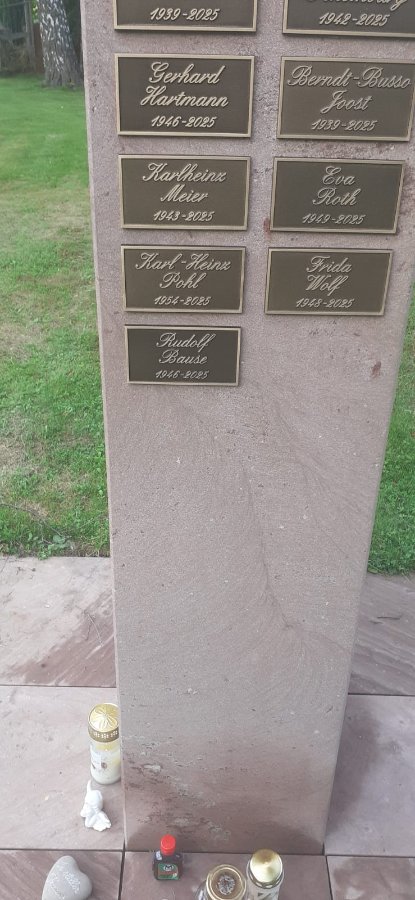 1939-2025
1942-2025
Gerhard
Hartmann
1946-2025
Berndt-Busso
Joost
1939-2025
Karlheinz
Meier
1943-2025
Eva
Roth
1949-2025
Karl-Heinz
Pohl
1954-2025
Frida
Wolf
1948-2025
Rudolf
Bause
1946-2025